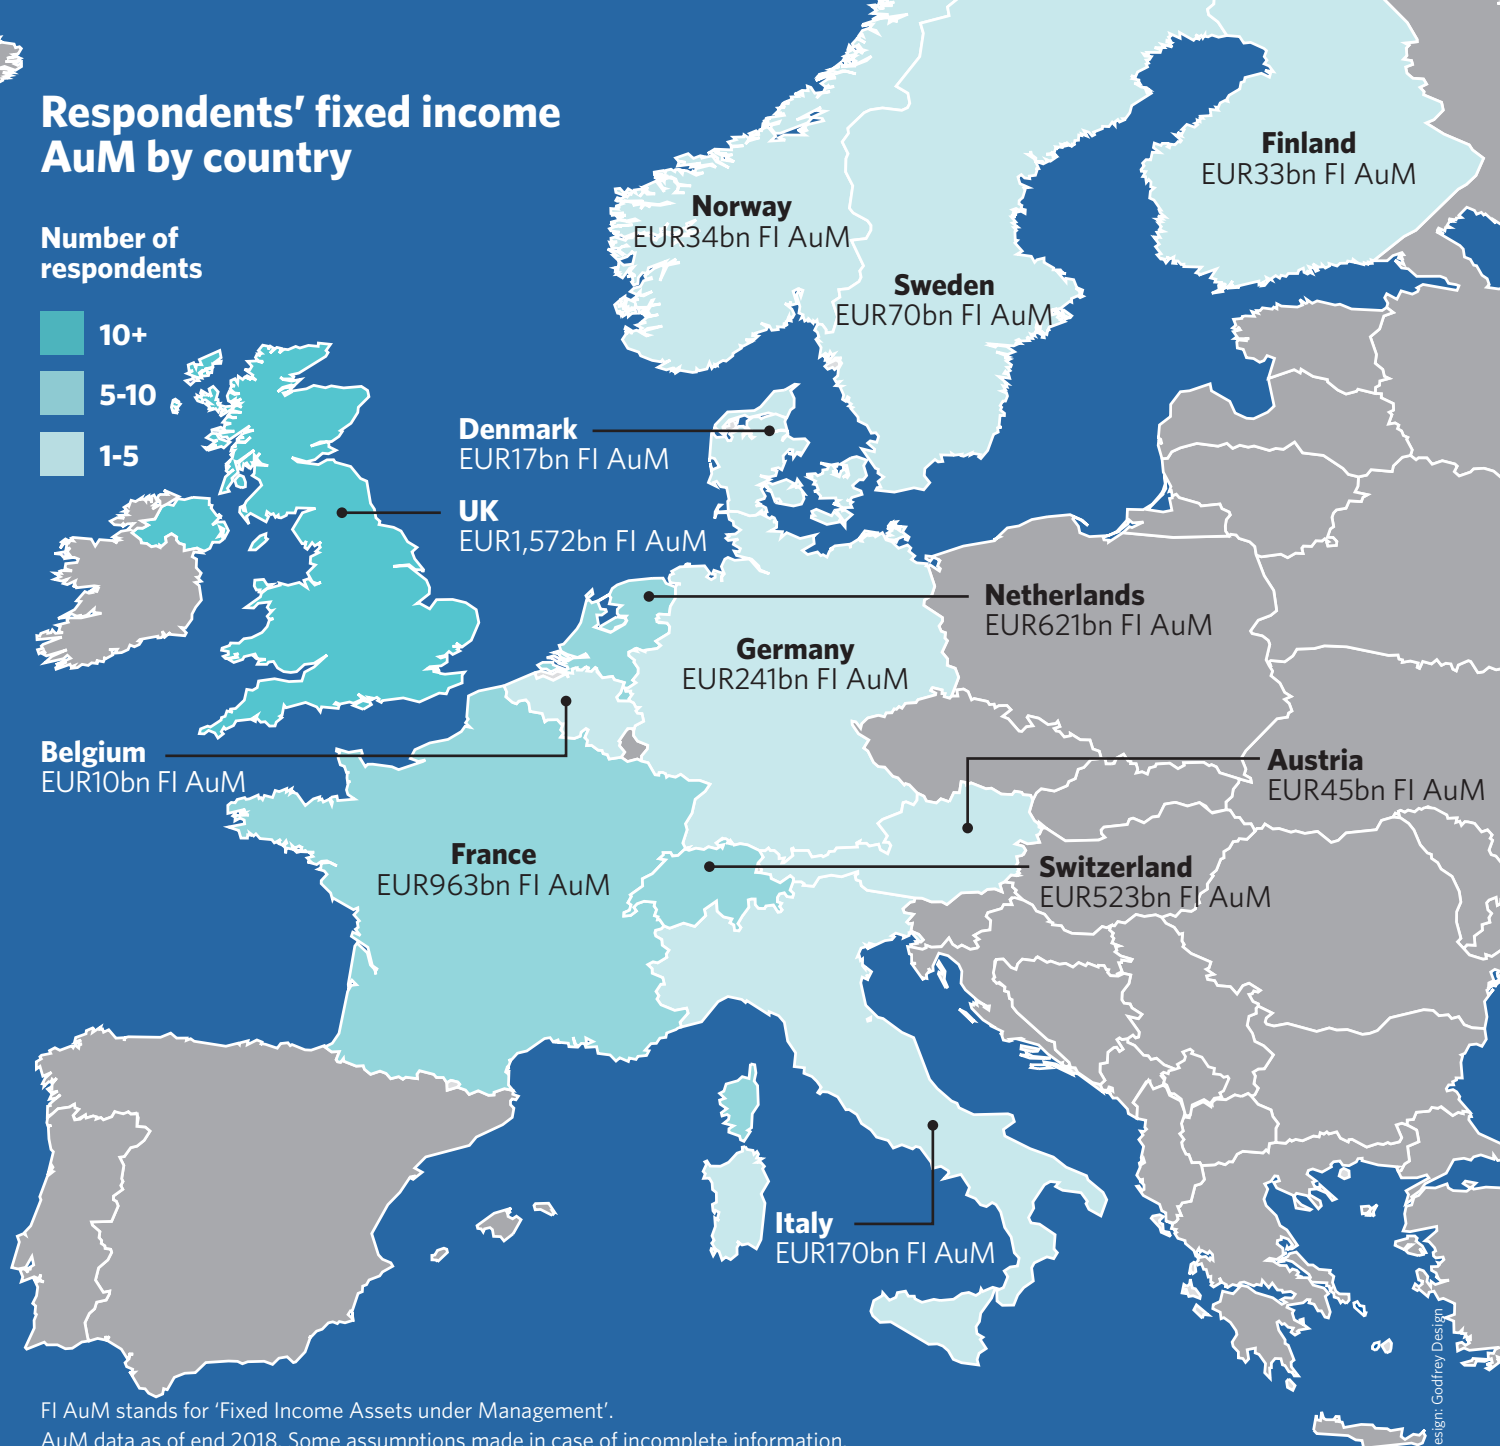 Respondents’ fixed income
AuM by country
Number of
respondents
10+
5-10
1-5
Finland
EUR33bn FI AuM
Norway
EUR34bn FI AuM
Sweden
EUR70bn FI AuM
Denmark
EUR17bn FI AuM
UK
EUR1,572bn FI AuM
Netherlands
EUR621bn FI AuM
Germany
EUR241bn FI AuM
Belgium
EUR10bn FI AuM
Austria
EUR45bn FI AuM
France
EUR963bn FI AuM
Switzerland
EUR523bn FI AuM
Italy
EUR170bn FI AuM
FI AuM stands for ‘Fixed Income Assets under Management’.
AuM data as of end 2018. Some assumptions made in case of incomplete information.
esign: Godfrey Design